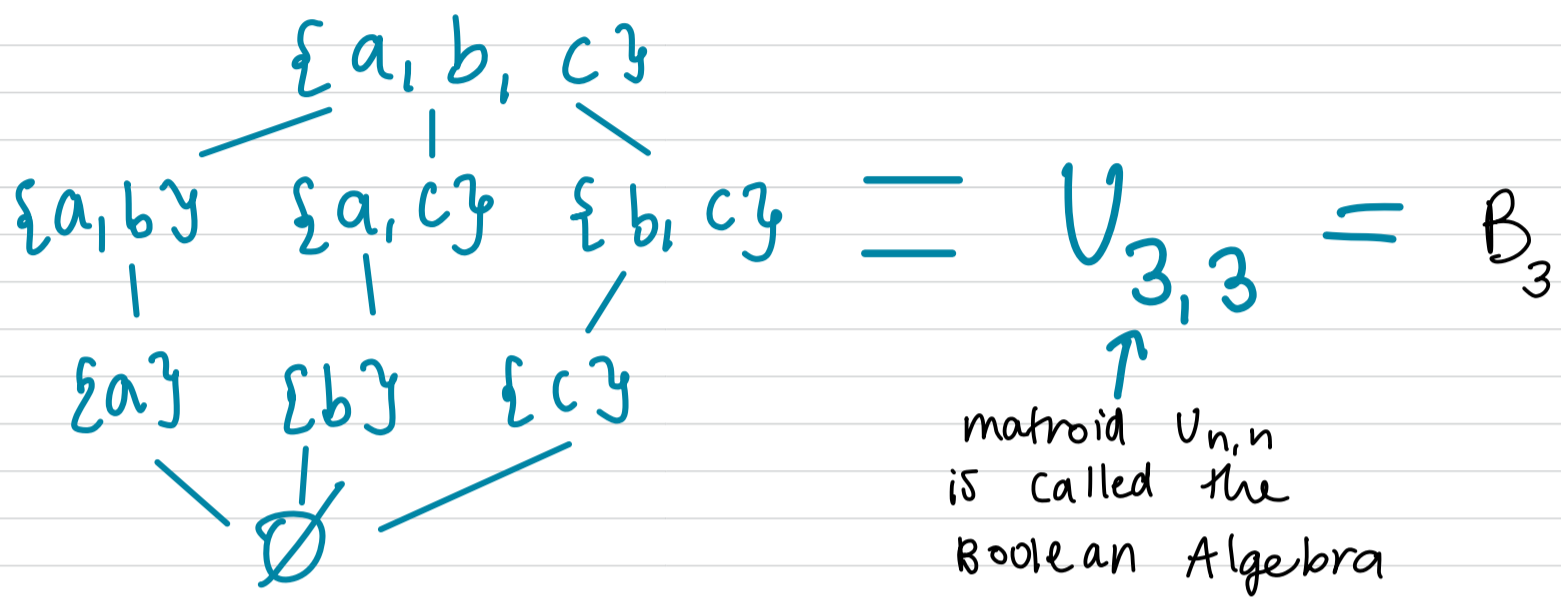 {a, b, c}
{a,b} {a,c} {b,c} = U3,3 = B3
{a} {b} {c}
∅
matroid Un,n
is called the
Boolean Algebra